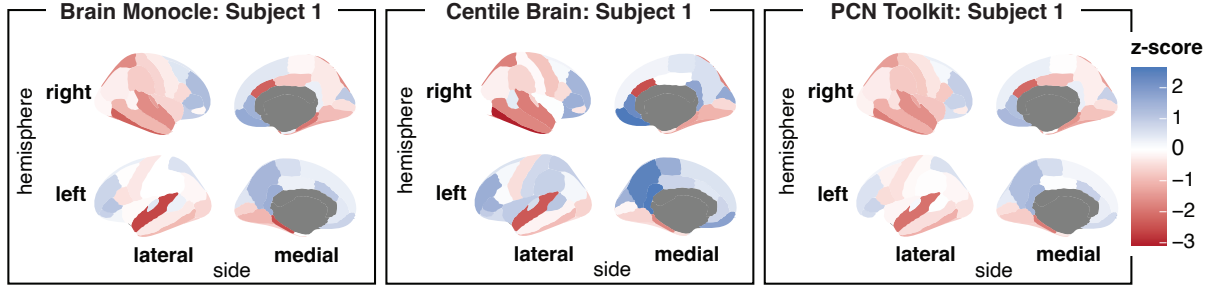 Brain Monocle: Subject 1
hemisphere
right
left
lateral
medial
side
Centile Brain: Subject 1
hemisphere
right
left
lateral
medial
side
PCN Toolkit: Subject 1
hemisphere
right
left
lateral
medial
side
z-score
2
1
0
−1
−2
−3